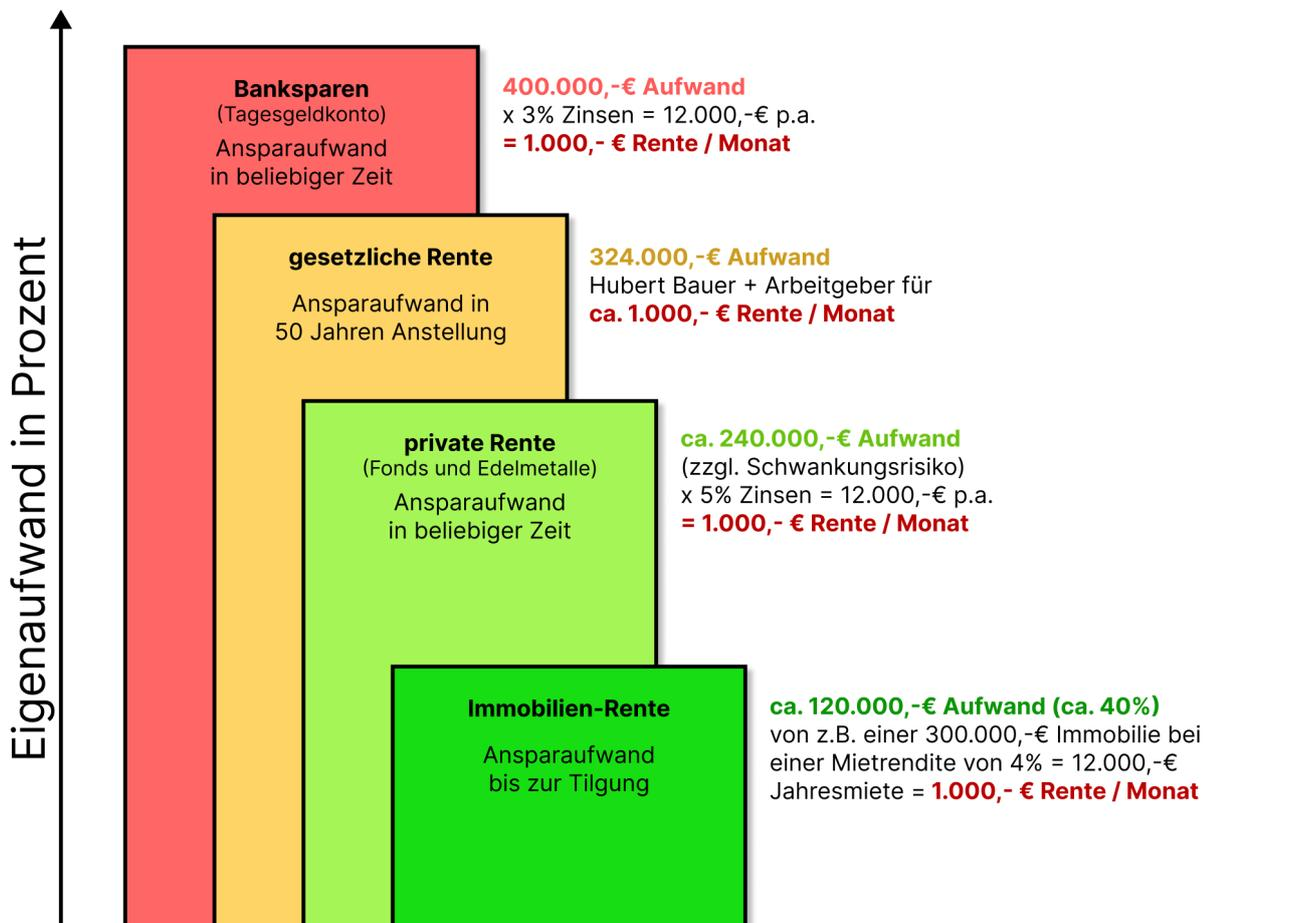 Eigenaufwand in Prozent
Banksparen
(Tagesgeldkonto)
Ansparaufwand
in beliebiger Zeit
400.000,-€ Aufwand
x 3% Zinsen = 12.000,-€ p.a.
= 1.000,- € Rente / Monat
gesetzliche Rente
Ansparaufwand in
50 Jahren Anstellung
324.000,-€ Aufwand
Hubert Bauer + Arbeitgeber für
ca. 1.000,- € Rente / Monat
private Rente
(Fonds und Edelmetalle)
Ansparaufwand
in beliebiger Zeit
ca. 240.000,-€ Aufwand
(zzgl. Schwankungsrisiko)
x 5% Zinsen = 12.000,-€ p.a.
= 1.000,- € Rente / Monat
Immobilien-Rente
Ansparaufwand
bis zur Tilgung
ca. 120.000,-€ Aufwand (ca. 40%)
von z.B. einer 300.000,-€ Immobilie bei
einer Mietrendite von 4% = 12.000,-€
Jahresmiete = 1.000,- € Rente / Monat